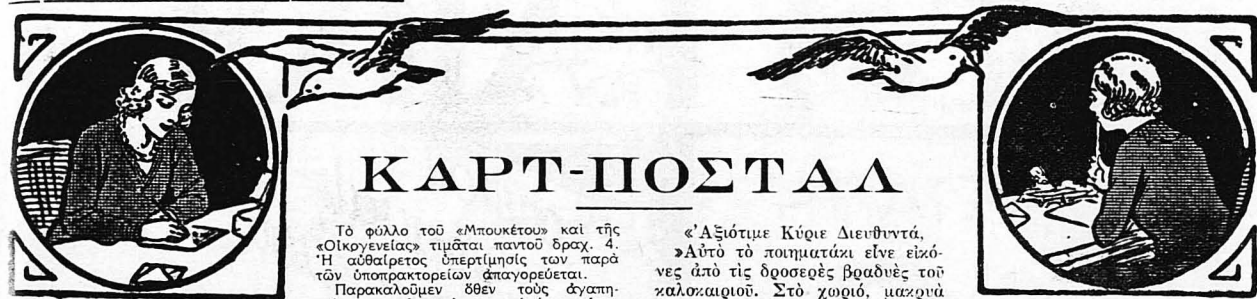 ΚΑΡΤ-ΠΟΣΤΑΛ
Τὸ φύλλο τοῦ «Μπουκέτου» καὶ τῆς
«Οἰκογενείας» τιμᾶται παντοῦ δραχ. 4.
Ἡ αὐθαίρετος ὑπερτίμησίς των παρὰ
τῶν ὑποπρακτορείων ἀπαγορεύεται.
Παρακαλοῦμεν ὅθεν τοὺς ἀγαπη-
«Ἀξιότιμε Κύριε Διευθυντά,
»Αὐτὸ τὸ ποιηματάκι εἶνε εἰκό-
νες ἀπὸ τὶς δροσερὲς βραδυὲς τοῦ
καλοκαιριοῦ. Στὸ χωριό, μακρυὰ